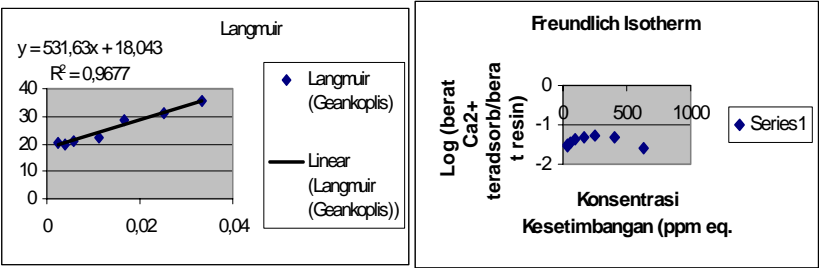 Langmuir
y = 531,63x + 18,043
R² = 0,9677
40
30
20
10
0
0
0,02
0,04
Langmuir
(Geankoplis)
Linear
(Langmuir
(Geankoplis))
Freundlich Isotherm
Log (berat
Ca2+
teradsorb/bera
t resin)
0
-1
-2
0
500
1000
Series1
Konsentrasi
Kesetimbangan (ppm eq.